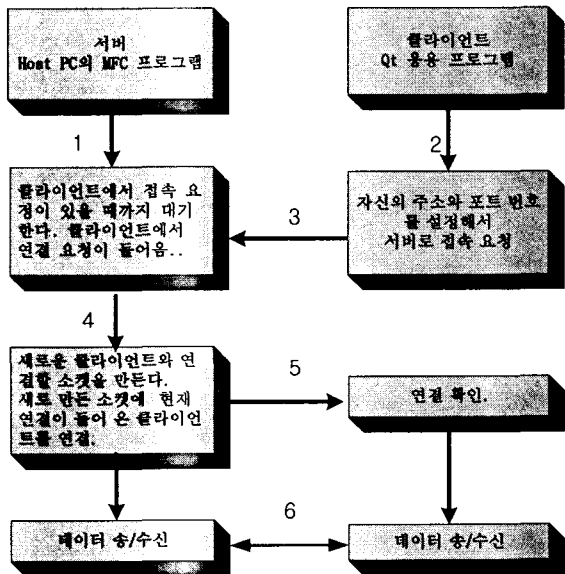 서버
Host PC의 MFC 프로그램
클라이언트
Qt 응용 프로그램
1
2
클라이언트에서 접속 요
청이 있을 때까지 대기
한다. 클라이언트에서
연결 요청이 들어옴..
3
자신의 주소와 포트 번호
를 설정해서
서버로 접속 요청
4
새로운 클라이언트와 연
결할 소켓을 만든다.
새로 만든 소켓에 현재
연결이 들어 온 클라이언
트를 연결.
5
연결 확인.
데이터 송/수신
6
데이터 송/수신